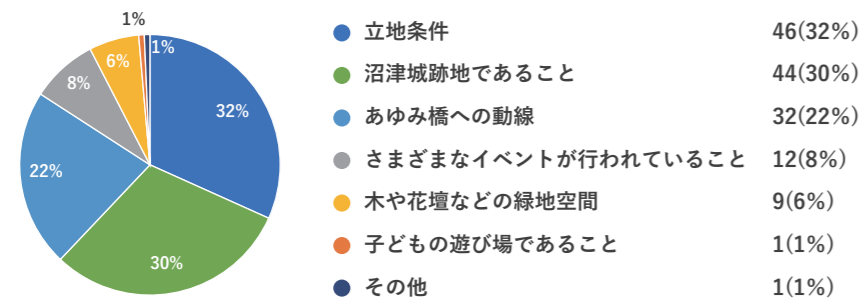 1%
1%
6%
8%
32%
22%
30%
立地条件 46(32%)
沼津城跡地であること 44(30%)
あゆみ橋への動線 32(22%)
さまざまなイベントが行われていること 12(8%)
木や花壇などの緑地空間 9(6%)
子どもの遊び場であること 1(1%)
その他 1(1%)